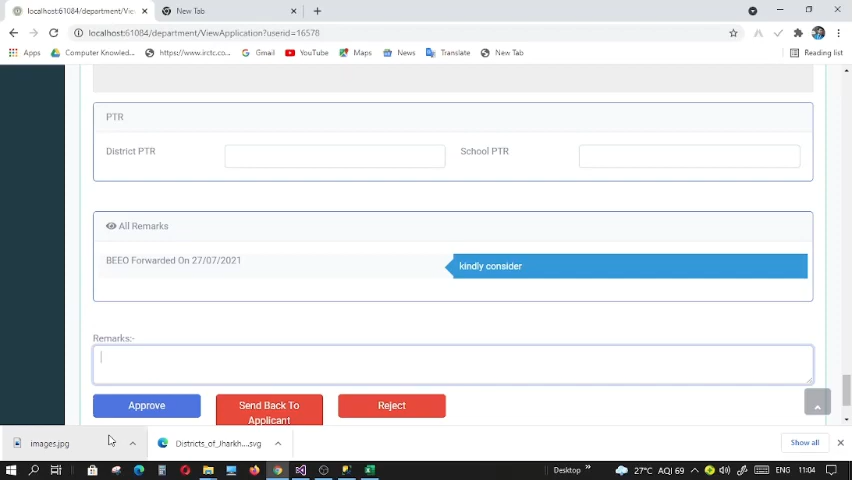 localhost:61084/department/Vie
New Tab
localhost:61084/department/ViewApplication?userid=16578
Apps
Computer Knowled...
https://www.irctc.co...
Gmail
YouTube
Maps
News
Translate
New Tab
Reading list
PTR
District PTR
School PTR
All Remarks
BEEO Forwarded On 27/07/2021
kindly consider
Remarks:-
Approve
Send Back To
Applicant
Reject
images.jpg
Districts_of_Jharkh....svg
Show all
Desktop
27°C AQI 69
ENG
11:04